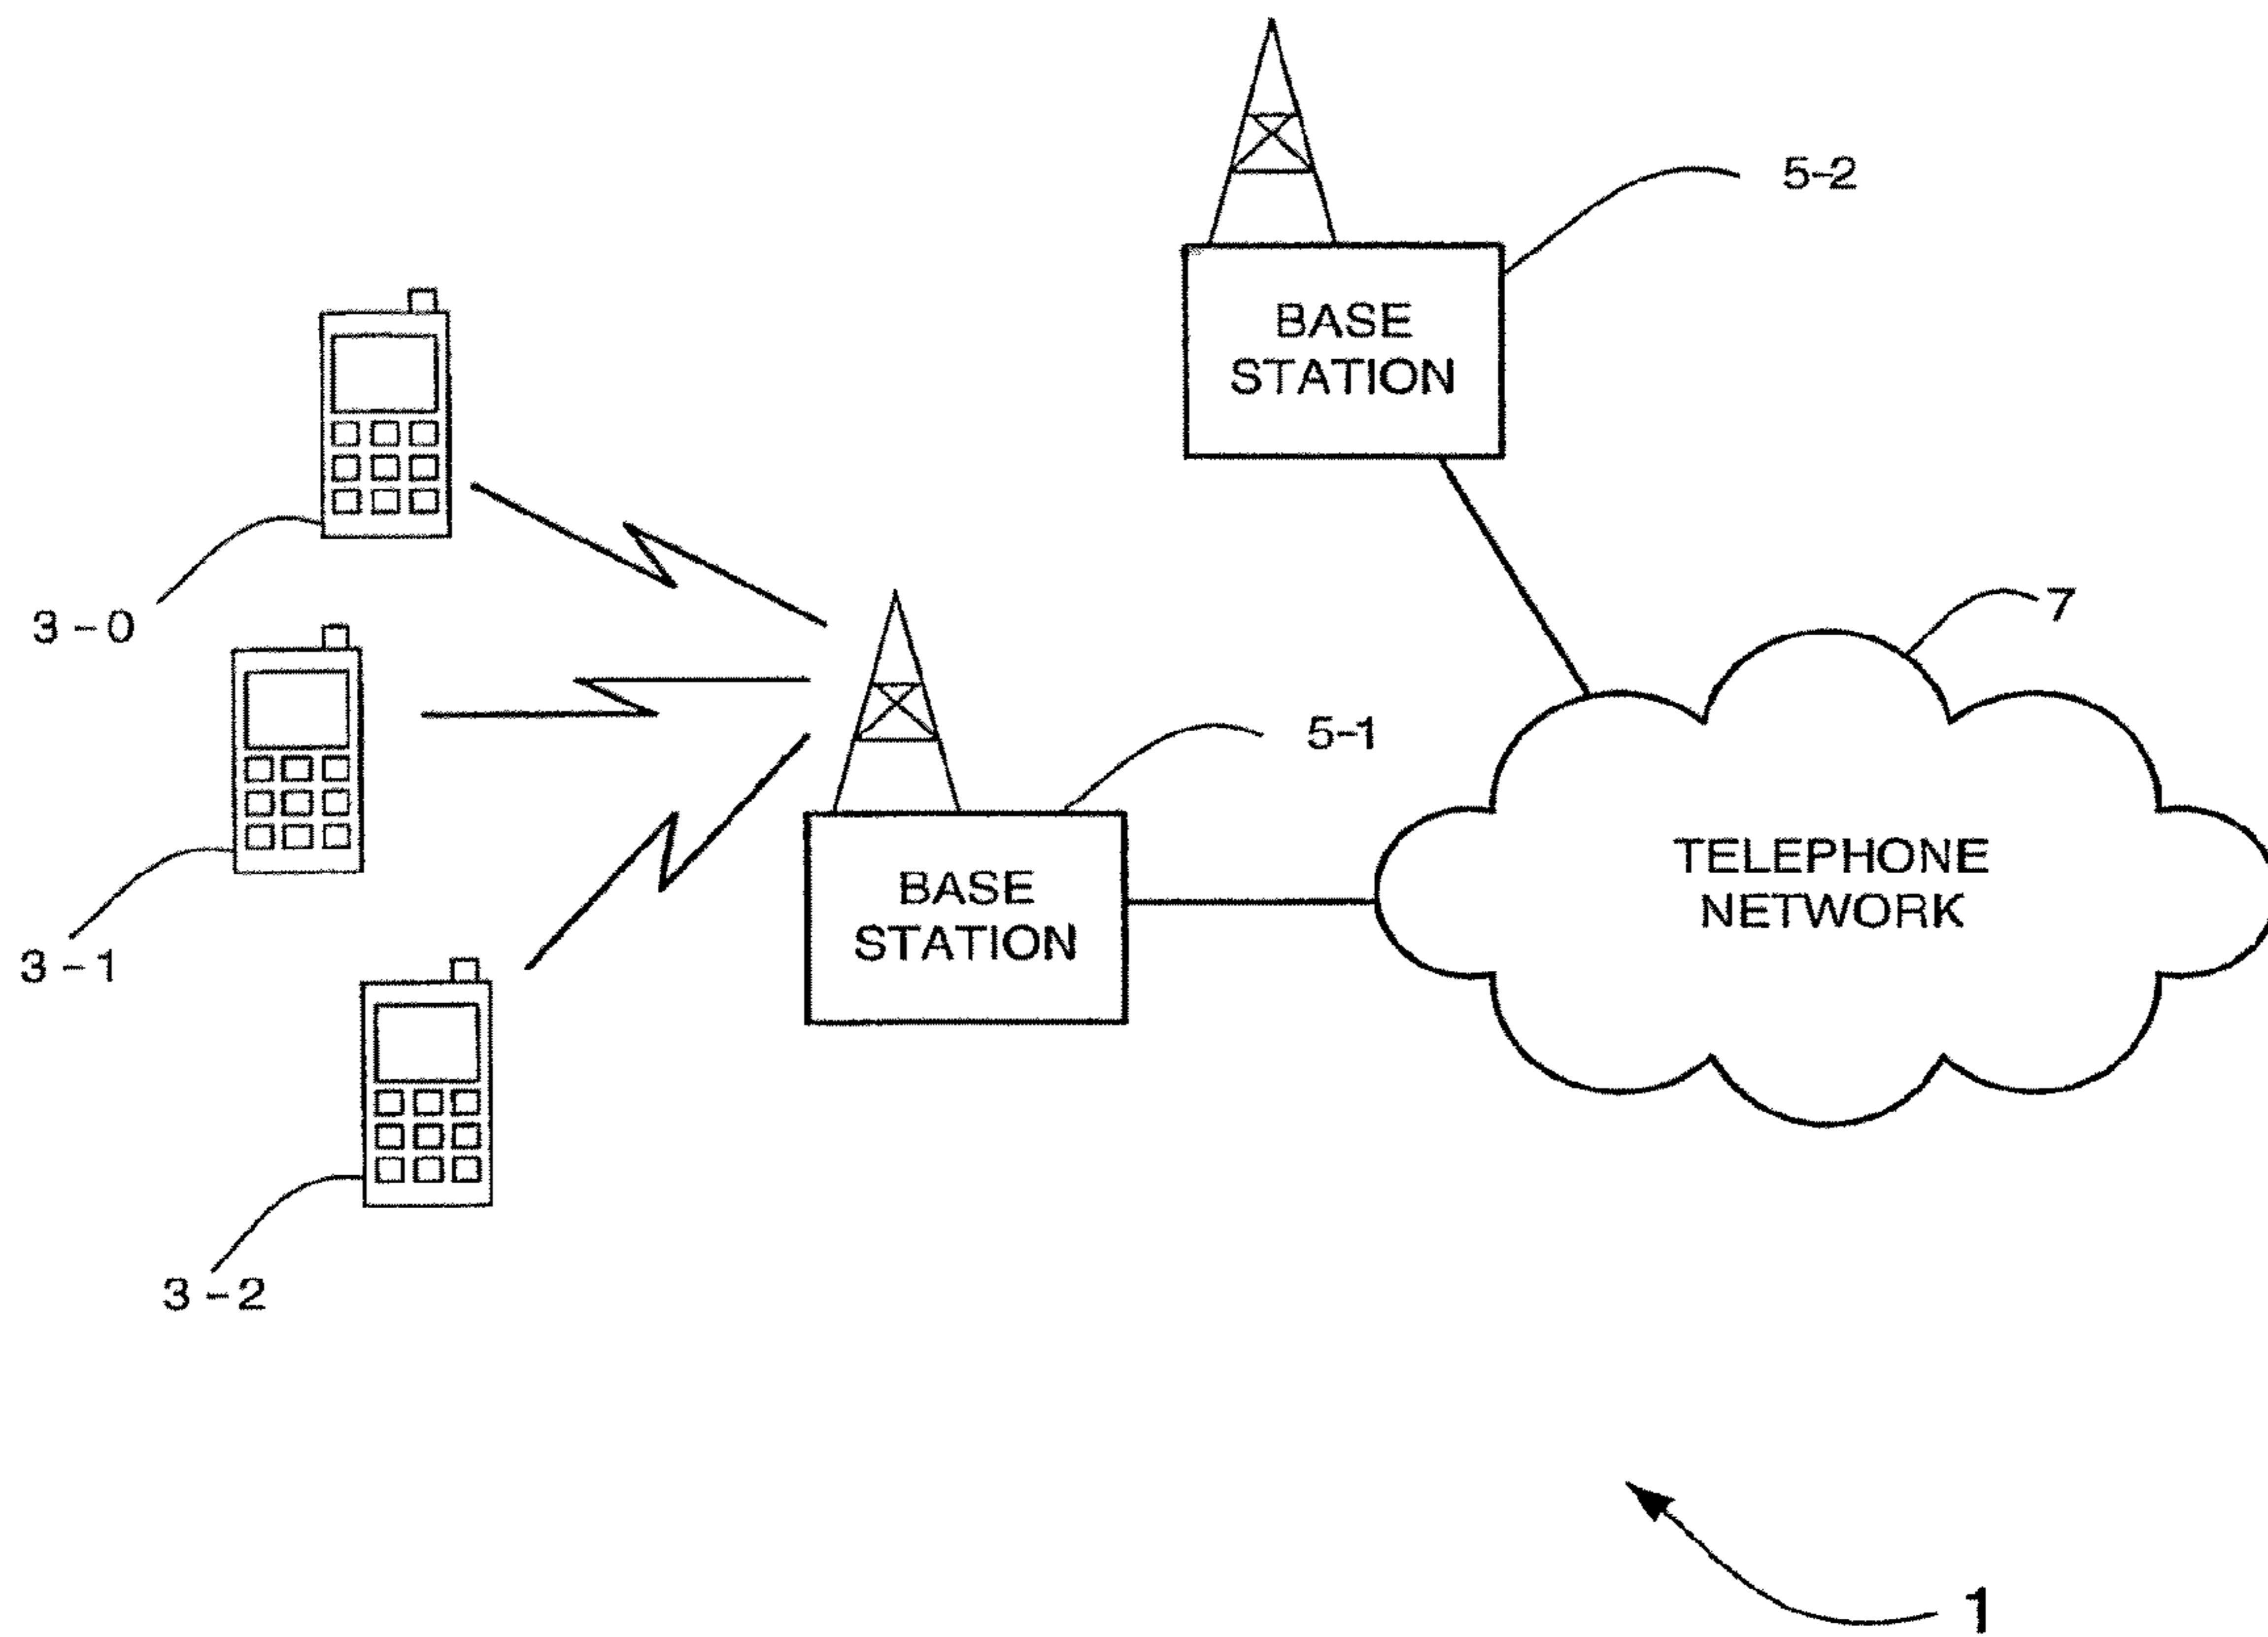 5-2
BASE
STATION
3-0
7
5-1
TELEPHONE
NETWORK
BASE
STATION
3-1
3-2
1